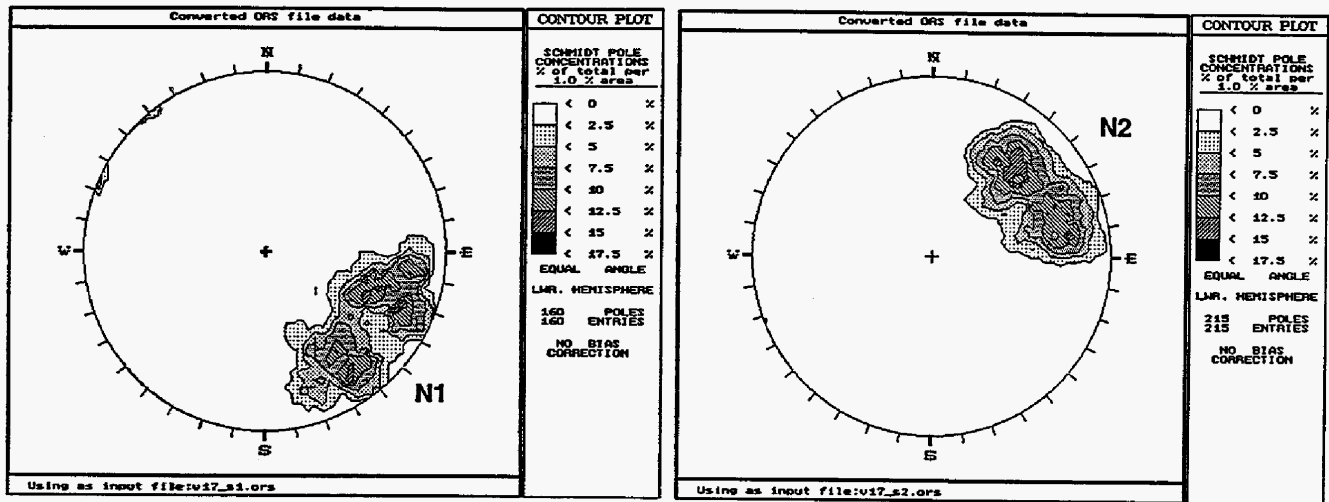 Converted ORS file data
CONTOUR PLOT
N
W
E
S
N1
SCHMIDT POLE
CONCENTRATIONS
% of total per
1.0 % area
< 0 %
< 2.5 %
< 5 %
< 7.5 %
< 10 %
< 12.5 %
< 15 %
< 17.5 %
EQUAL ANGLE
LWR. HEMISPHERE
160 POLES
160 ENTRIES
NO BIAS
CORRECTION
Using as input file:v17_s1.ors
Converted ORS file data
CONTOUR PLOT
N
W
E
S
N2
SCHMIDT POLE
CONCENTRATIONS
% of total per
1.0 % area
< 0 %
< 2.5 %
< 5 %
< 7.5 %
< 10 %
< 12.5 %
< 15 %
< 17.5 %
EQUAL ANGLE
LWR. HEMISPHERE
215 POLES
215 ENTRIES
NO BIAS
CORRECTION
Using as input file:v17_s2.ors